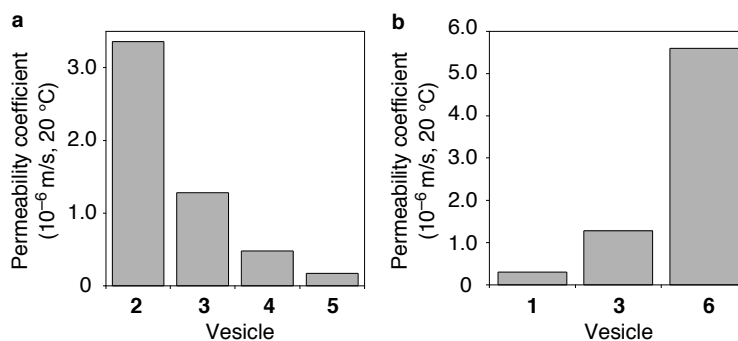 a
Permeability coefficient
(10⁻⁶ m/s, 20 °C)
3.0
2.0
1.0
0
2 3 4 5
Vesicle
b
Permeability coefficient
(10⁻⁶ m/s, 20 °C)
6.0
5.0
4.0
3.0
2.0
1.0
0
1 3 6
Vesicle